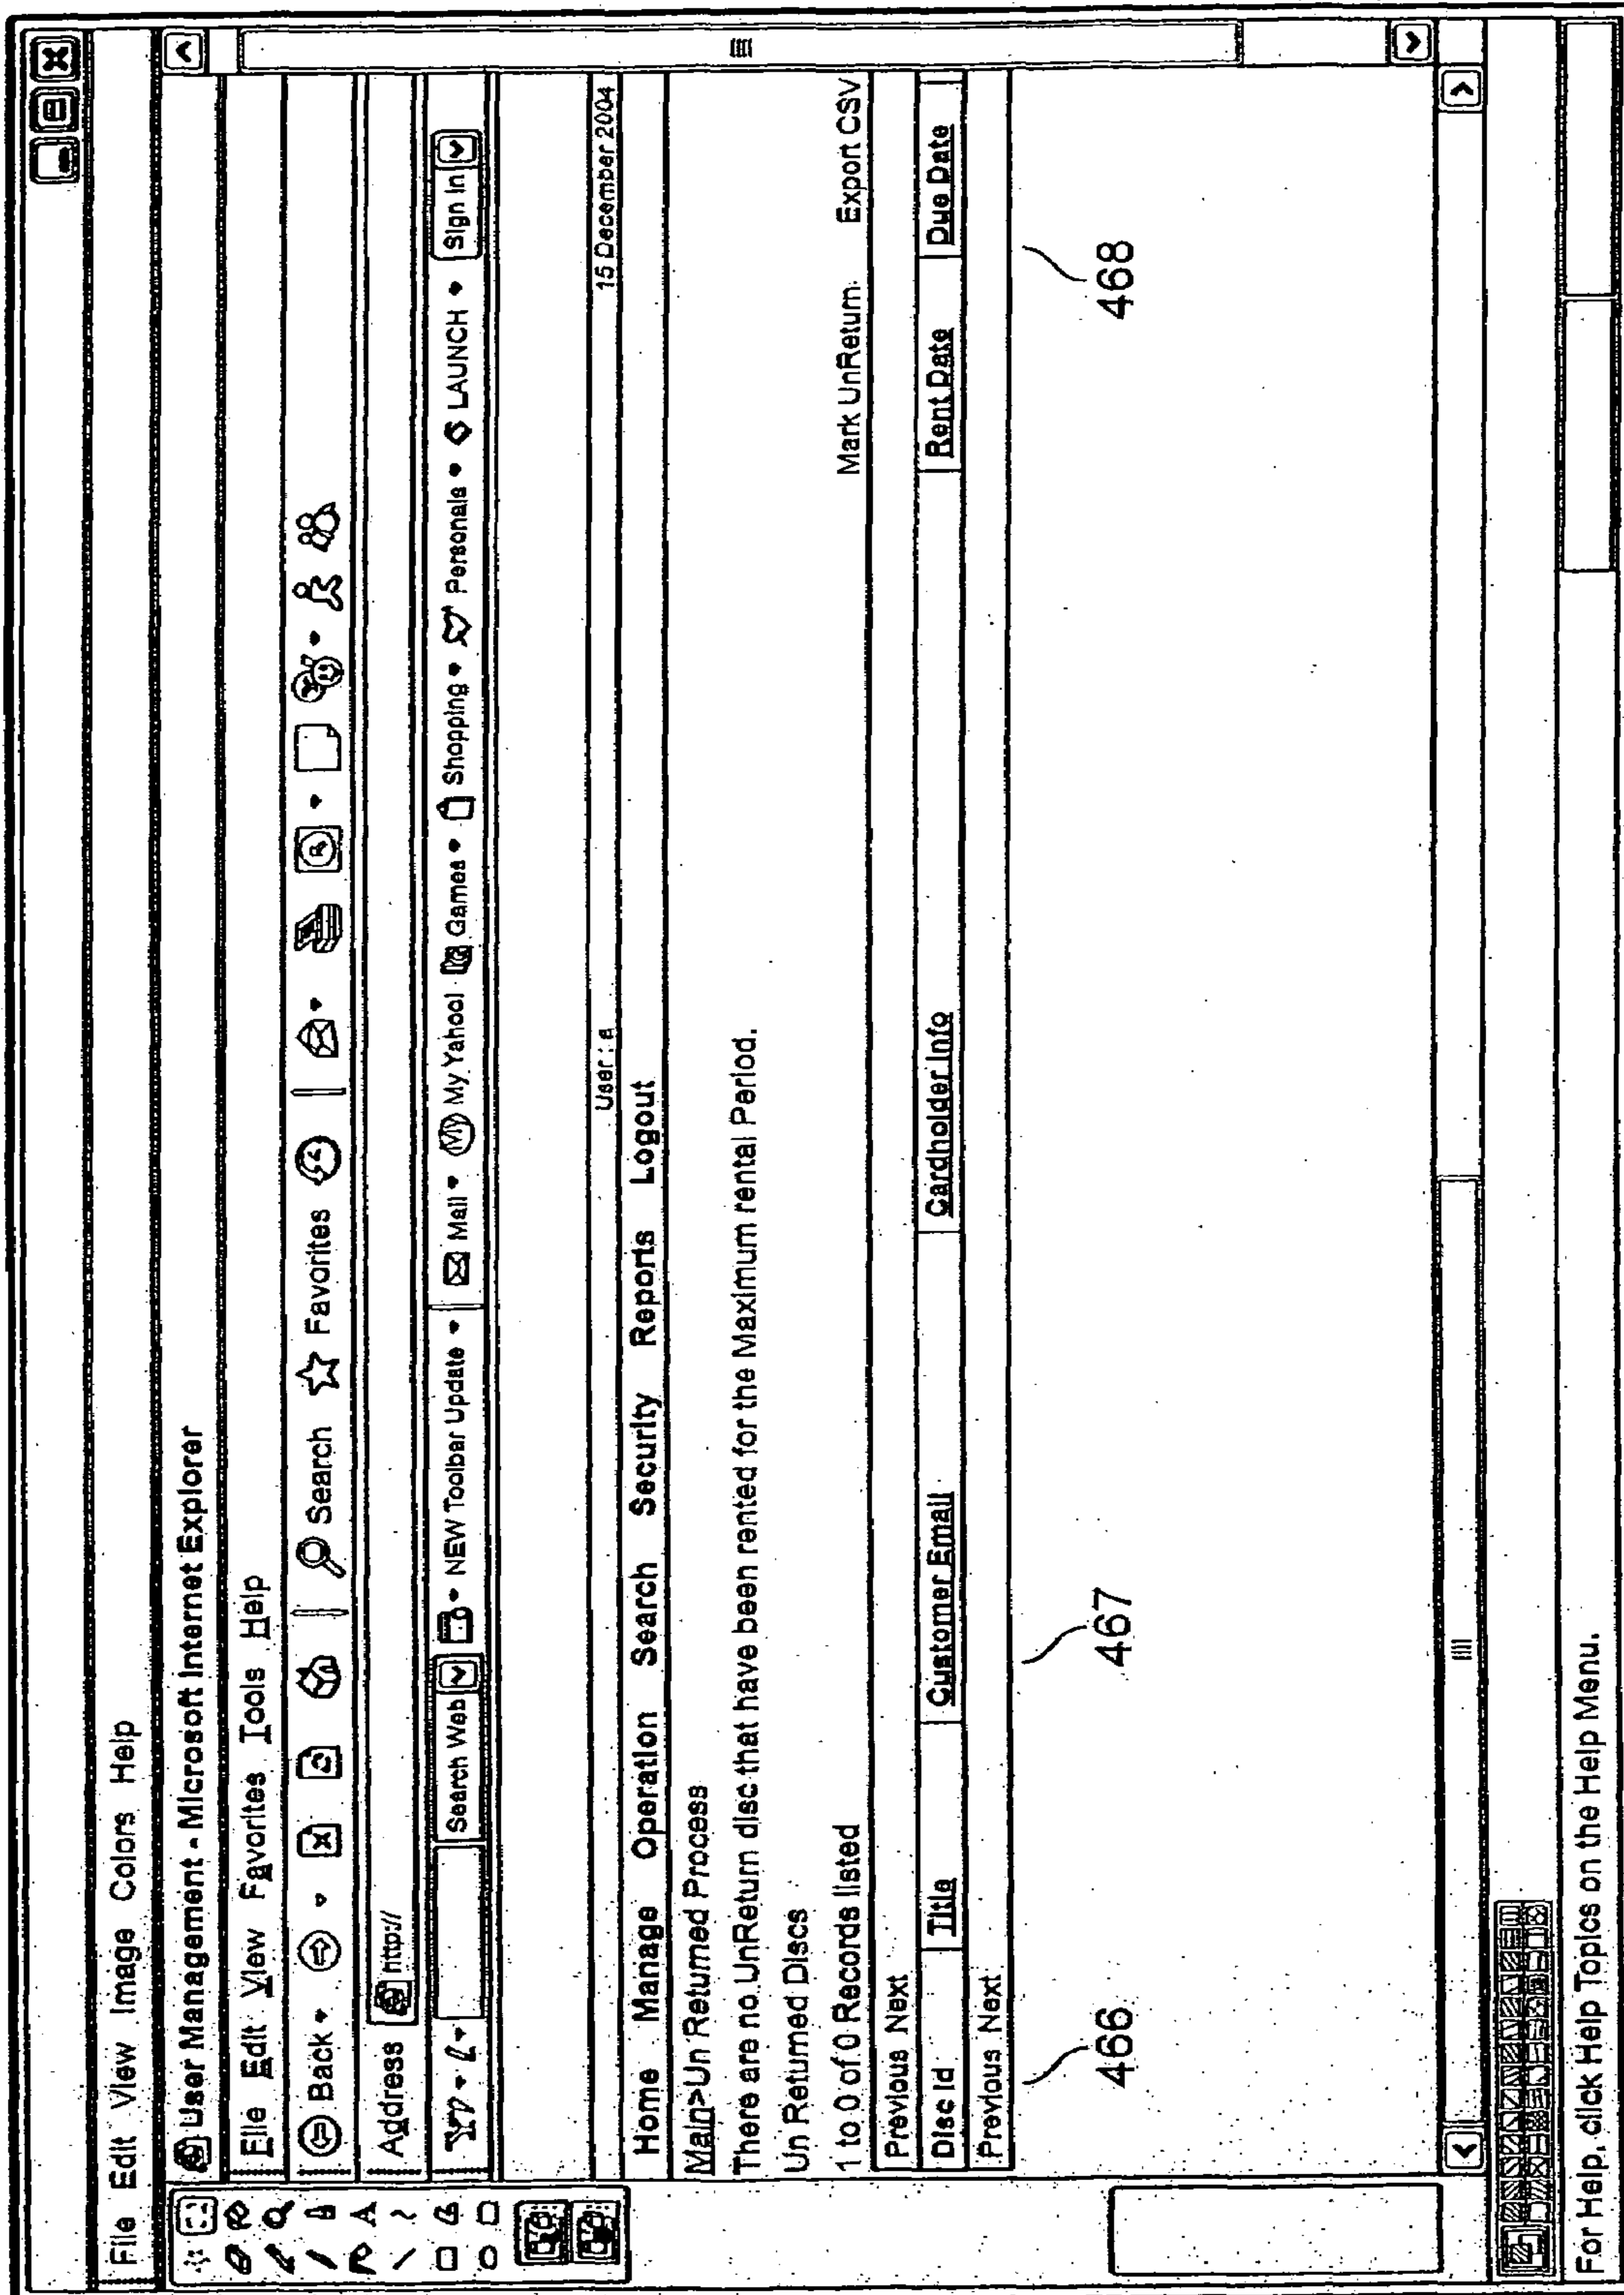 File Edit View Image Colors Help
User Management - Microsoft Internet Explorer
File Edit View Favorites Tools Help
Back Search Favorites
Address http://
Search Web NEW Toolbar Update Mail My Yahoo! Games Shopping Personals LAUNCH Sign In
User : a 15 December 2004
Home Manage Operation Search Security Reports Logout
Main>Un Returned Process
There are no UnReturn disc that have been rented for the Maximum rental Period.
Un Returned Discs
1 to 0 of 0 Records listed Mark UnReturn Export CSV
Previous Next
Disc Id Title Customer Email Cardholder Info Rent Date Due Date
Previous Next
466 467 468
For Help, click Help Topics on the Help Menu.